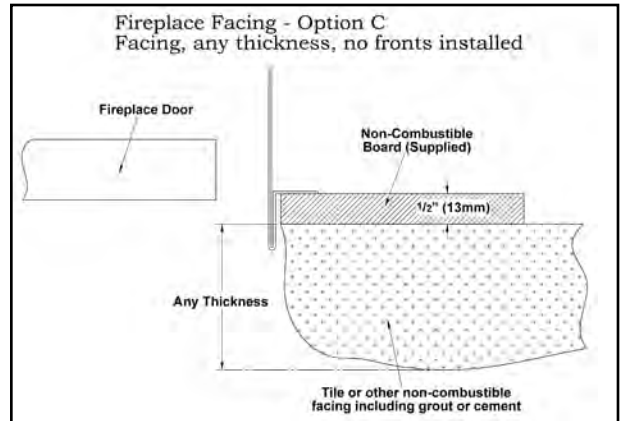 Fireplace Facing - Option C
Facing, any thickness, no fronts installed
Fireplace Door
Non-Combustible
Board (Supplied)
1/2" (13mm)
Any Thickness
Tile or other non-combustible
facing including grout or cement